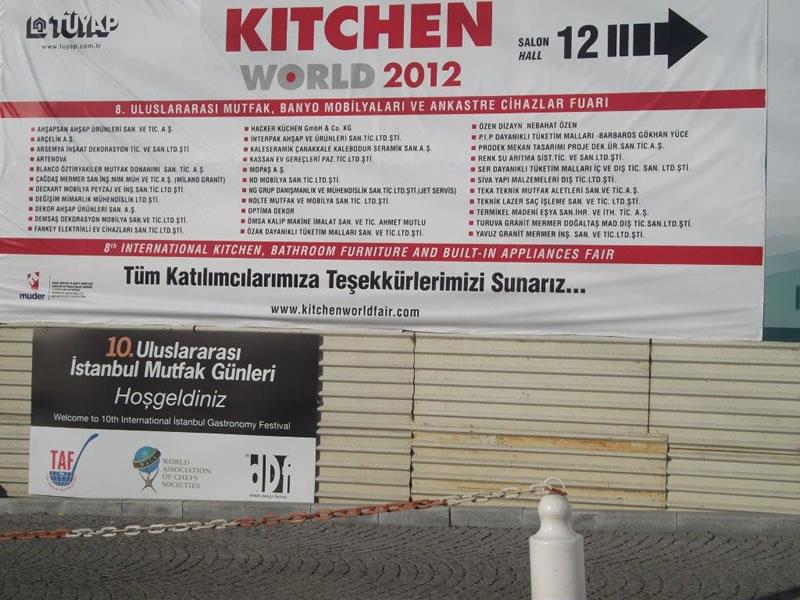 TÜYAP
www.tuyap.com.tr
KITCHEN
WORLD 2012
SALON
HALL
12
8. ULUSLARARASI MUTFAK, BANYO MOBİLYALARI VE ANKASTRE CİHAZLAR FUARI
AHŞAPSAN AHŞAP ÜRÜNLERİ SAN. VE TİC. A.Ş.
ARÇELİK A.Ş.
ARSEMYA İNŞAT DEKORASYON TİC. VE SAN.LTD.ŞTİ.
ARTENOVA
BLANCO ÖZTİRYAKİLER MUTFAK DONANIMI SAN. TİC. A.Ş.
ÇAĞDAŞ MERMER SAN.İNŞ.MİM.MÜH.VE TİC.A.Ş. (MİLANO GRANİT)
DECKART MOBİLYA PEYZAJ VE İNŞ.SAN.TİC.LTD.ŞTİ.
DEĞİŞİM MİMARLIK MÜHENDİSLİK LTD.ŞTİ.
DEKOR AHŞAP ÜRÜNLERİ SAN. A.Ş.
DEMSAŞ DEKORASYON MOBİLYA SAN.VE TİC.LTD.ŞTİ.
FANKEY ELEKTRİKLİ EV CİHAZLARI SAN.TİC.LTD.ŞTİ.
HACKER KÜCHEN GmbH & Co. KG
İNTERPAK AHŞAP VE ÜRÜNLERİ SAN.TİC.LTD.ŞTİ.
KALESERAMİK ÇANAKKALE KALEBODUR SERAMİK SAN.A.Ş.
KASSAN EV GEREÇLERİ PAZ.TİC.LTD.ŞTİ.
MOPAŞ A.Ş.
ND MOBİLYA SAN.TİC.LTD.ŞTİ.
NG GRUP DANIŞMANLIK VE MÜHENDİSLİK SAN.TİC.LTD.ŞTİ.(JET SERVİS)
NOLTE MUTFAK VE MOBİLYA SAN.TİC.LTD.ŞTİ.
OPTİMA DEKOR
ÖMSA KALIP MAKİNE İMALAT SAN. VE TİC. AHMET MUTLU
ÖZAK DAYANIKLI TÜKETİM MALLARI SAN. VE TİC.LTD.ŞTİ.
ÖZEN DİZAYN NEBAHAT ÖZEN
P.I.P DAYANIKLI TÜKETİM MALLARI -BARBAROS GÖKHAN YÜCE
PRODEK MEKAN TASARIMI PROJE DEK.ÜR.SAN.TİC.A.Ş.
RENK SU ARITMA SİST.TİC. VE SAN.LTD.ŞTİ.
SER DAYANIKLI TÜKETİM MALLARI İÇ VE DIŞ TİC. SAN. LTD.ŞTİ.
SİVA YAPI MALZEMELERİ DIŞ TİC.LTD.ŞTİ.
TEKA TEKNİK MUTFAK ALETLERİ SAN.VE TİC.A.Ş.
TEKNİK LAZER SAÇ İŞLEME SAN. VE TİC.LTD.ŞTİ.
TERMİKEL MADENİ EŞYA SAN.İHR. VE İTH. TİC. A.Ş.
TURUVA GRANİT MERMER DOĞALTAŞ MAD.DIŞ TİC.SAN.LTD.ŞTİ.
YAVUZ GRANİT MERMER İNŞ. SAN. VE TİC.LTD.ŞTİ.
8th INTERNATIONAL KITCHEN, BATHROOM FURNITURE AND BUILT-IN APPLIANCES FAIR
muder
Tüm Katılımcılarımıza Teşekkürlerimizi Sunarız...
www.kitchenworldfair.com
10. Uluslararası
İstanbul Mutfak Günleri
Hoşgeldiniz
Welcome to 10th International İstanbul Gastronomy Festival
TAF
WORLD
ASSOCIATION
OF CHEFS
SOCIETIES
dDf
dream design factory